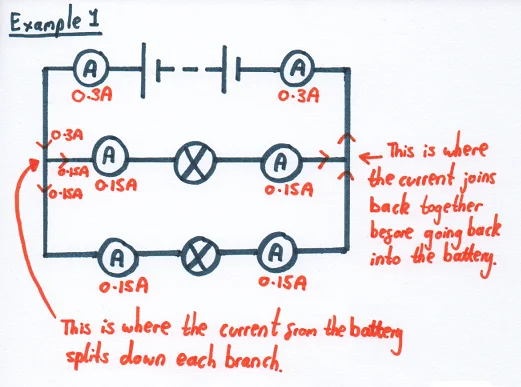 Example 1
A
A
0.3A
0.3A
0.3A
A
A
0.15A
0.15A
0.15A
0.15A
This is where
the current joins
back together
before going back
into the battery.
A
A
0.15A
0.15A
This is where the current from the battery
splits down each branch.